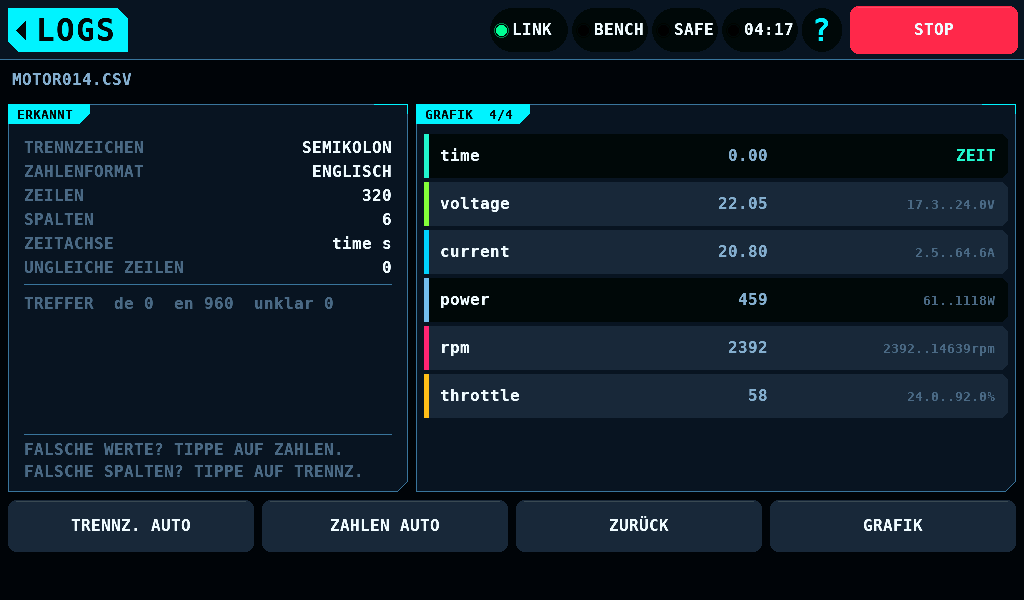 LOGS
LINK
BENCH
SAFE
04:17
?
STOP
MOTOR014.CSV
ERKANNT
TRENNZEICHEN SEMIKOLON
ZAHLENFORMAT ENGLISCH
ZEILEN 320
SPALTEN 6
ZEITACHSE time s
UNGLEICHE ZEILEN 0
TREFFER de 0 en 960 unklar 0
FALSCHE WERTE? TIPPE AUF ZAHLEN.
FALSCHE SPALTEN? TIPPE AUF TRENNZ.
GRAFIK 4/4
time 0.00 ZEIT
voltage 22.05 17.3..24.0V
current 20.80 2.5..64.6A
power 459 61..1118W
rpm 2392 2392..14639rpm
throttle 58 24.0..92.0%
TRENNZ. AUTO
ZAHLEN AUTO
ZURÜCK
GRAFIK